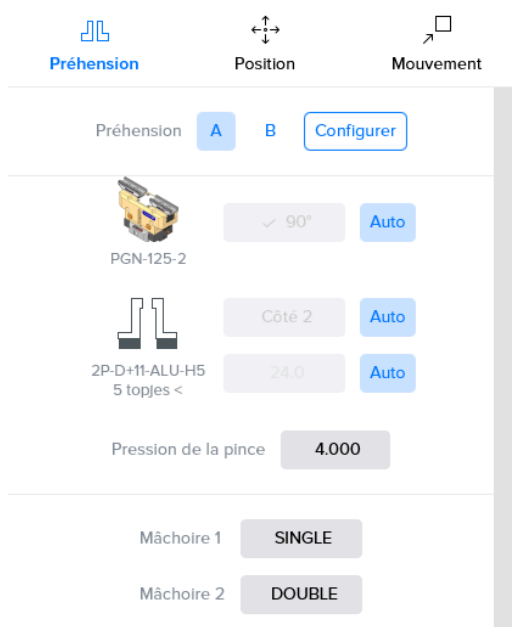 Préhension Position Mouvement
Préhension A B Configurer
90° Auto
PGN-125-2
Côté 2 Auto
2P-D+11-ALU-H5 24.0 Auto
5 topjes <
Pression de la pince 4.000
Mâchoire 1 SINGLE
Mâchoire 2 DOUBLE